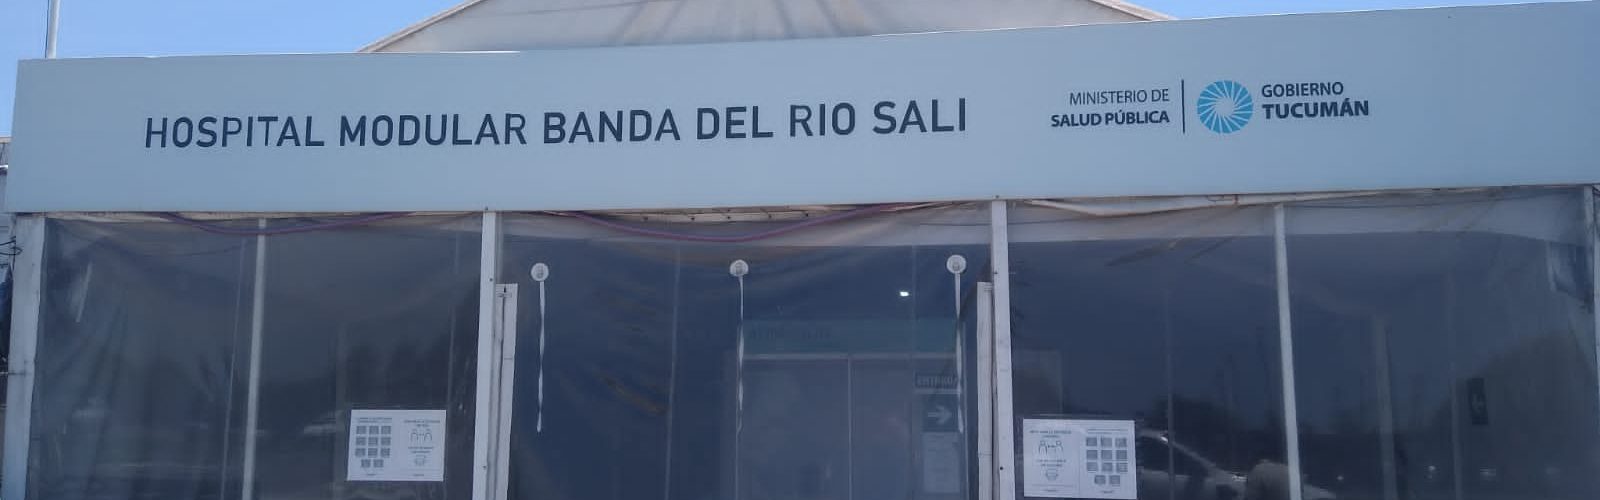 HOSPITAL MODULAR BANDA DEL RIO SALI
MINISTERIO DE
SALUD PÚBLICA
GOBIERNO
TUCUMÁN